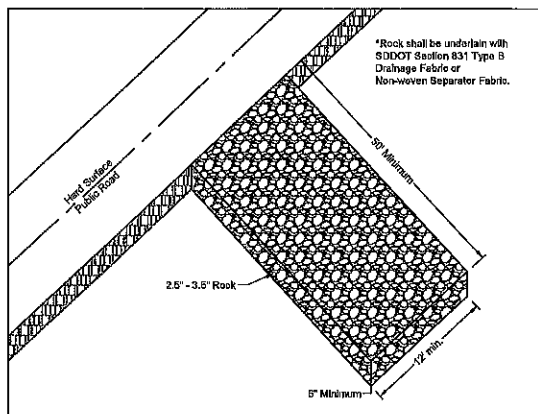 *Rock shall be underlain with
SDDOT Section 831 Type B
Drainage Fabric or
Non-woven Separator Fabric.
50' Minimum
Hard Surface
Public Road
2.5" - 3.5" Rock
12' min.
6" Minimum